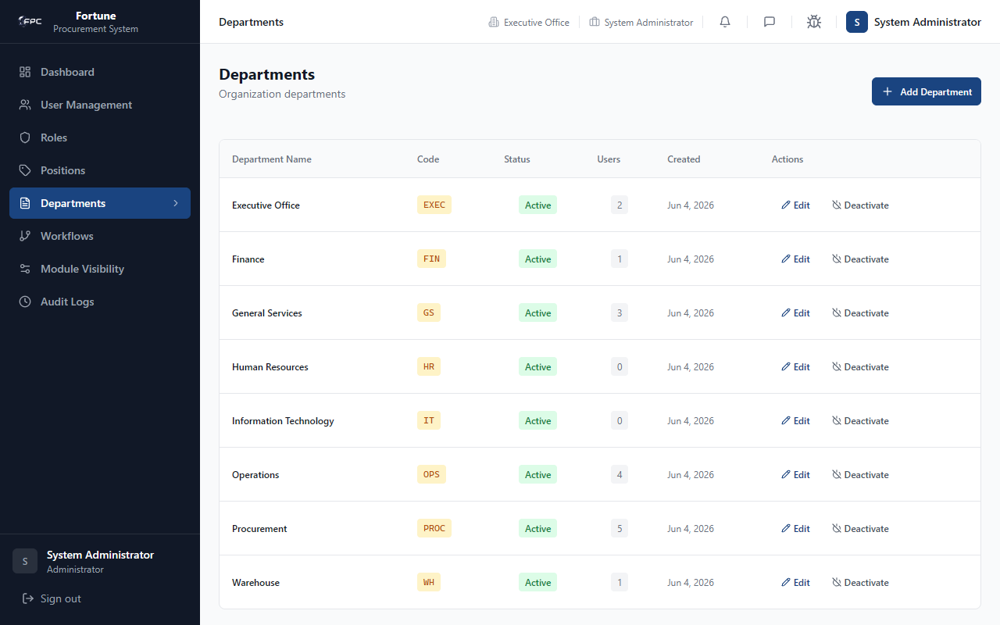 FPC
Fortune
Procurement System
Departments
Executive Office
System Administrator
S
System Administrator
Dashboard
User Management
Roles
Positions
Departments
Workflows
Module Visibility
Audit Logs
S
System Administrator
Administrator
Sign out
Departments
Organization departments
Add Department
Department Name Code Status Users Created Actions
Executive Office EXEC Active 2 Jun 4, 2026 Edit Deactivate
Finance FIN Active 1 Jun 4, 2026 Edit Deactivate
General Services GS Active 3 Jun 4, 2026 Edit Deactivate
Human Resources HR Active 0 Jun 4, 2026 Edit Deactivate
Information Technology IT Active 0 Jun 4, 2026 Edit Deactivate
Operations OPS Active 4 Jun 4, 2026 Edit Deactivate
Procurement PROC Active 5 Jun 4, 2026 Edit Deactivate
Warehouse WH Active 1 Jun 4, 2026 Edit Deactivate